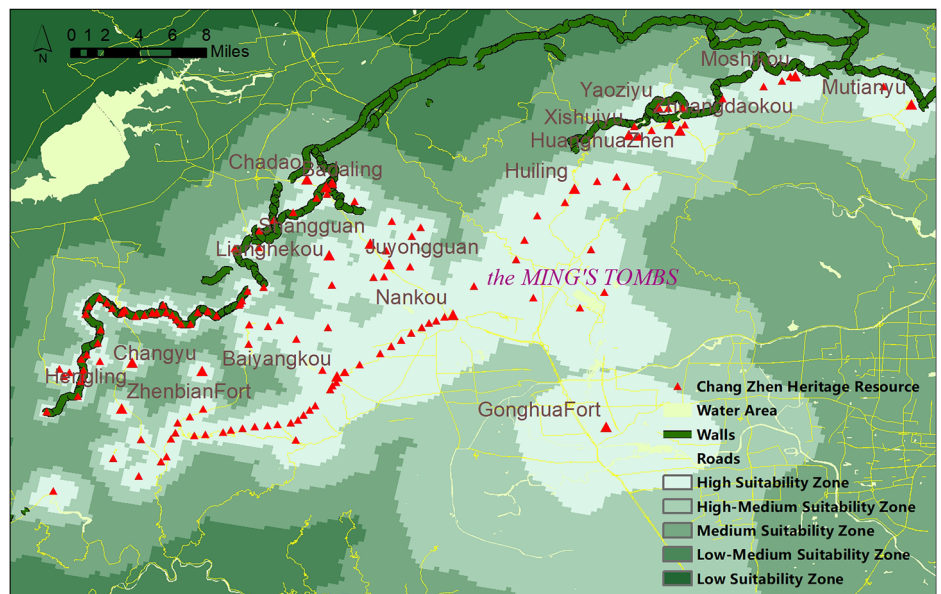 0 1 2 4 6 8
Miles
N
Moshikou
Mutianyu
Yaoziyu
Xishuiyu
HuanghuaZhen
Huiling
Chadao
Badaling
Shangguan
Juyongguan
Lianghekou
the MING'S TOMBS
Nankou
Changyu
Baiyangkou
Hengling
ZhenbianFort
GonghuaFort
Chang Zhen Heritage Resource
Water Area
Walls
Roads
High Suitability Zone
High-Medium Suitability Zone
Medium Suitability Zone
Low-Medium Suitability Zone
Low Suitability Zone